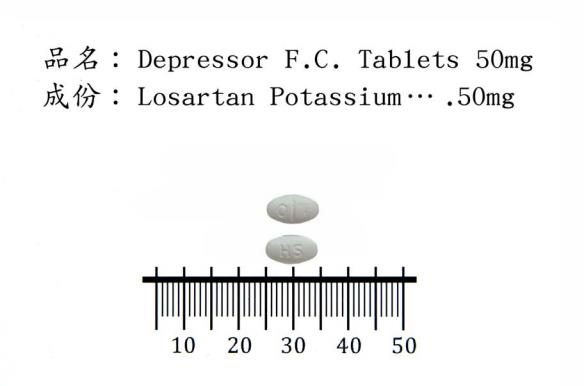 品名：Depressor F.C. Tablets 50mg
成份：Losartan Potassium… .50mg
HS
10 20 30 40 50